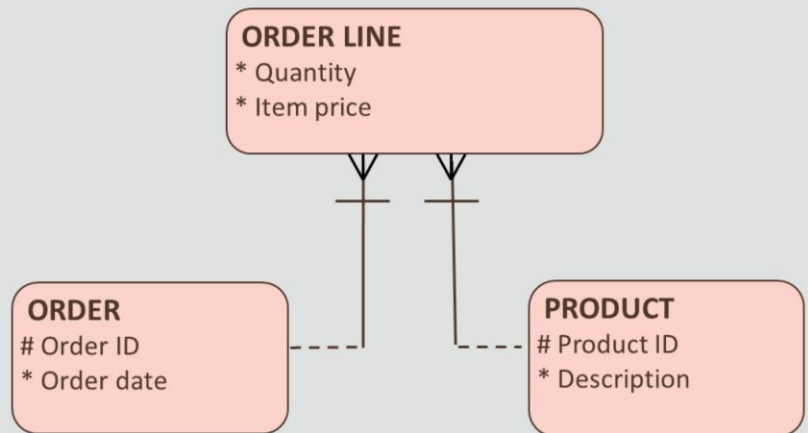 ORDER LINE
* Quantity
* Item price
ORDER
# Order ID
* Order date
PRODUCT
# Product ID
* Description